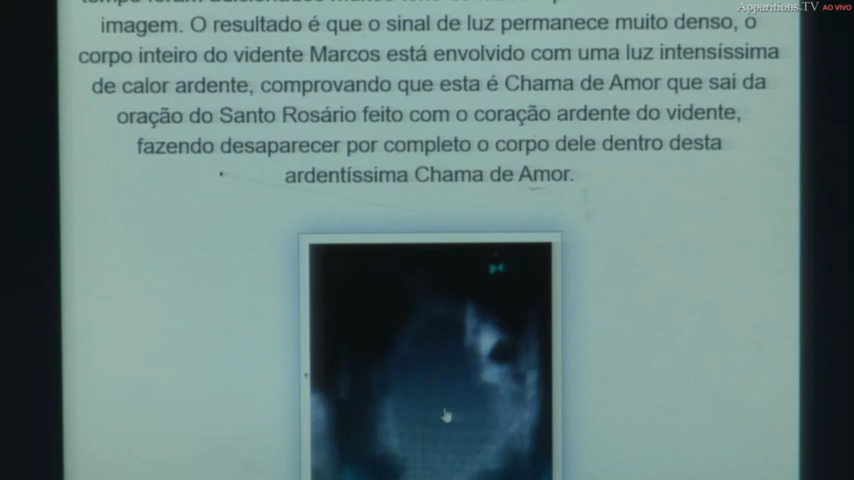 Apparitions.TV AO VIVO
imagem. O resultado é que o sinal de luz permanece muito denso, o
corpo inteiro do vidente Marcos está envolvido com uma luz intensíssima
de calor ardente, comprovando que esta é Chama de Amor que sai da
oração do Santo Rosário feito com o coração ardente do vidente,
fazendo desaparecer por completo o corpo dele dentro desta
ardentíssima Chama de Amor.